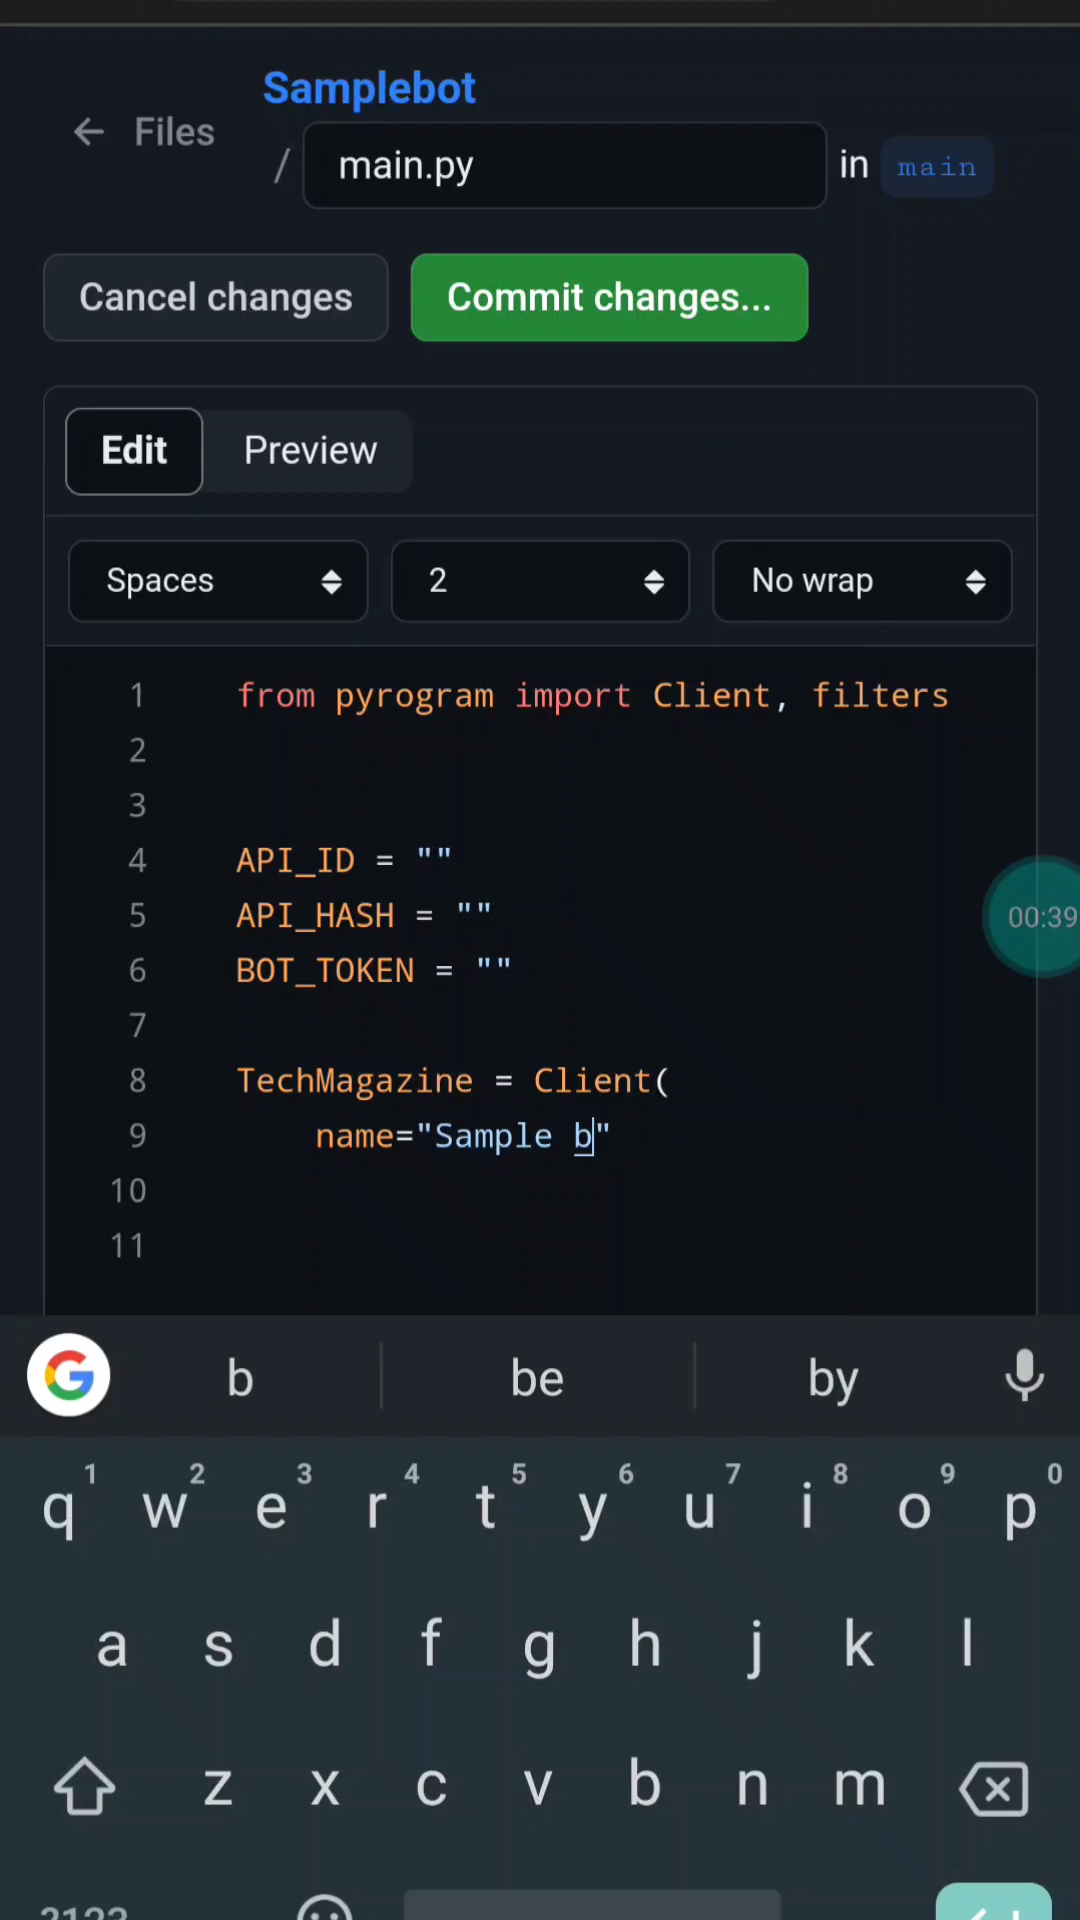 Samplebot
← Files
/ main.py in main
Cancel changes Commit changes...
Edit Preview
Spaces 2 No wrap
1 from pyrogram import Client, filters
2
3
4 API_ID = ""
5 API_HASH = ""
6 BOT_TOKEN = ""
7
8 TechMagazine = Client(
9 name="Sample b"
10
11
00:39
b be by
1 2 3 4 5 6 7 8 9 0
q w e r t y u i o p
a s d f g h j k l
z x c v b n m